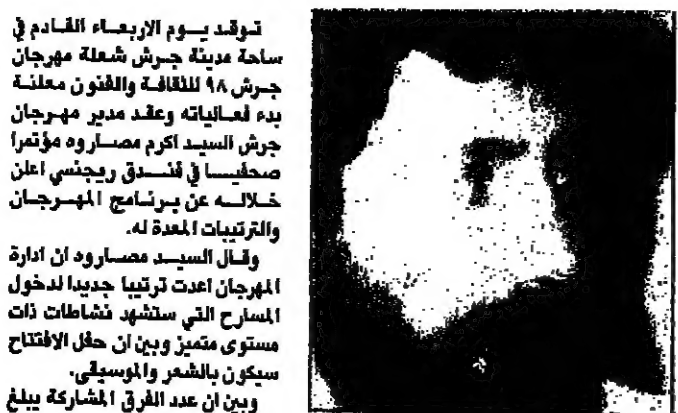 توقد يوم الاربعاء القادم في
ساحة مدينة جرش شعلة مهرجان
جرش ٩٨ للثقافة والفنون معلنة
بدء فعالياته وعقد مدير مهرجان
جرش السيد اكرم مصاروه مؤتمرا
صحفيا في فندق ريجنسي اعلن
خلاله عن برنامج المهرجان
والترتيبات المعدة له.
وقال السيد مصاروه ان ادارة
المهرجان اعدت ترتيبا جديدا لدخول
المسارح التي ستشهد نشاطات ذات
مستوى متميز وبين ان حفل الافتتاح
سيكون بالشعر والموسيقى.
وبين ان عدد الفرق المشاركة يبلغ